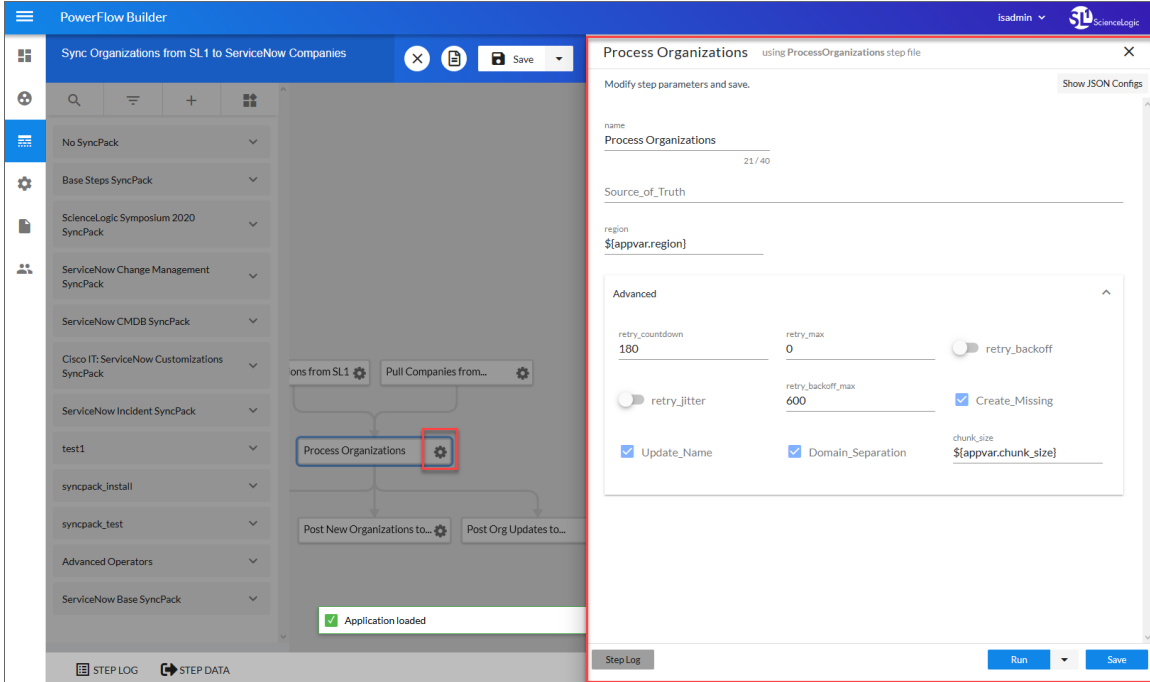 PowerFlow Builder
isadmin
SL1 ScienceLogic
Sync Organizations from SL1 to ServiceNow Companies
Save
No SyncPack
Base Steps SyncPack
ScienceLogic Symposium 2020
SyncPack
ServiceNow Change Management
SyncPack
ServiceNow CMDB SyncPack
Cisco IT: ServiceNow Customizations
SyncPack
ServiceNow Incident SyncPack
test1
syncpack_install
syncpack_test
Advanced Operators
ServiceNow Base SyncPack
ons from SL1
Pull Companies from...
Process Organizations
Post New Organizations to...
Post Org Updates to...
Application loaded
STEP LOG
STEP DATA
Process Organizations using ProcessOrganizations step file
Modify step parameters and save.
Show JSON Configs
name
Process Organizations
21 / 40
Source_of_Truth
region
${appvar.region}
Advanced
retry_countdown
180
retry_max
0
retry_backoff
retry_jitter
retry_backoff_max
600
Create_Missing
Update_Name
Domain_Separation
chunk_size
${appvar.chunk_size}
Step Log
Run
Save